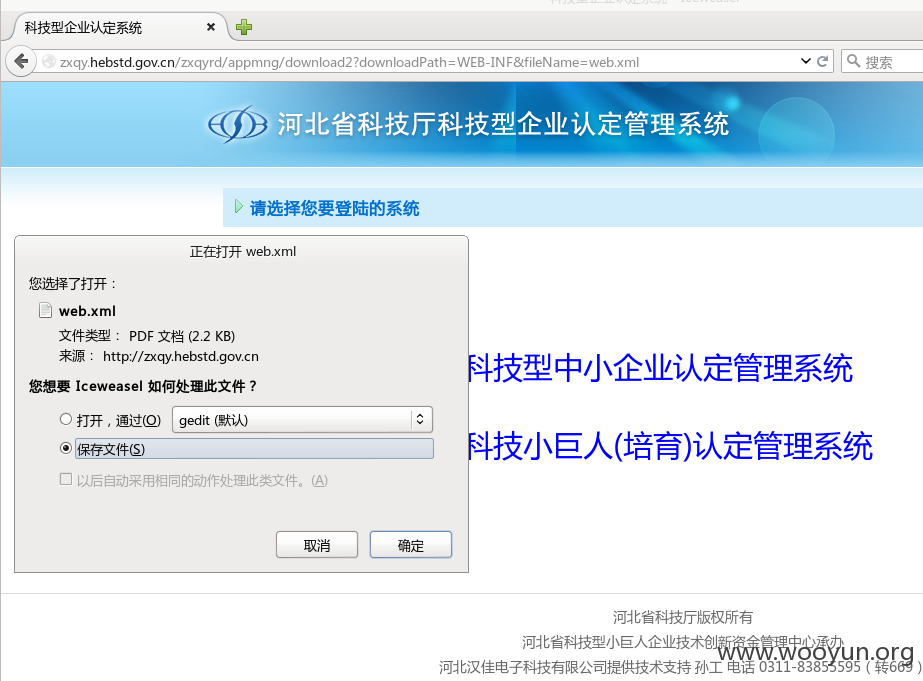 科技型企业认定系统
zxqy.hebstd.gov.cn/zxqyrd/appmng/download2?downloadPath=WEB-INF&fileName=web.xml
搜索
河北省科技厅科技型企业认定管理系统
请选择您要登陆的系统
正在打开 web.xml
您选择了打开：
web.xml
文件类型： PDF 文档 (2.2 KB)
来源： http://zxqy.hebstd.gov.cn
您想要 Iceweasel 如何处理此文件？
打开，通过(O) gedit (默认)
保存文件(S)
以后自动采用相同的动作处理此类文件。(A)
取消 确定
科技型中小企业认定管理系统
科技小巨人(培育)认定管理系统
河北省科技厅版权所有
河北省科技型小巨人企业技术创新资金管理中心承办
www.wooyun.org
河北汉佳电子科技有限公司提供技术支持 孙工 电话 0311-83855595（转669）